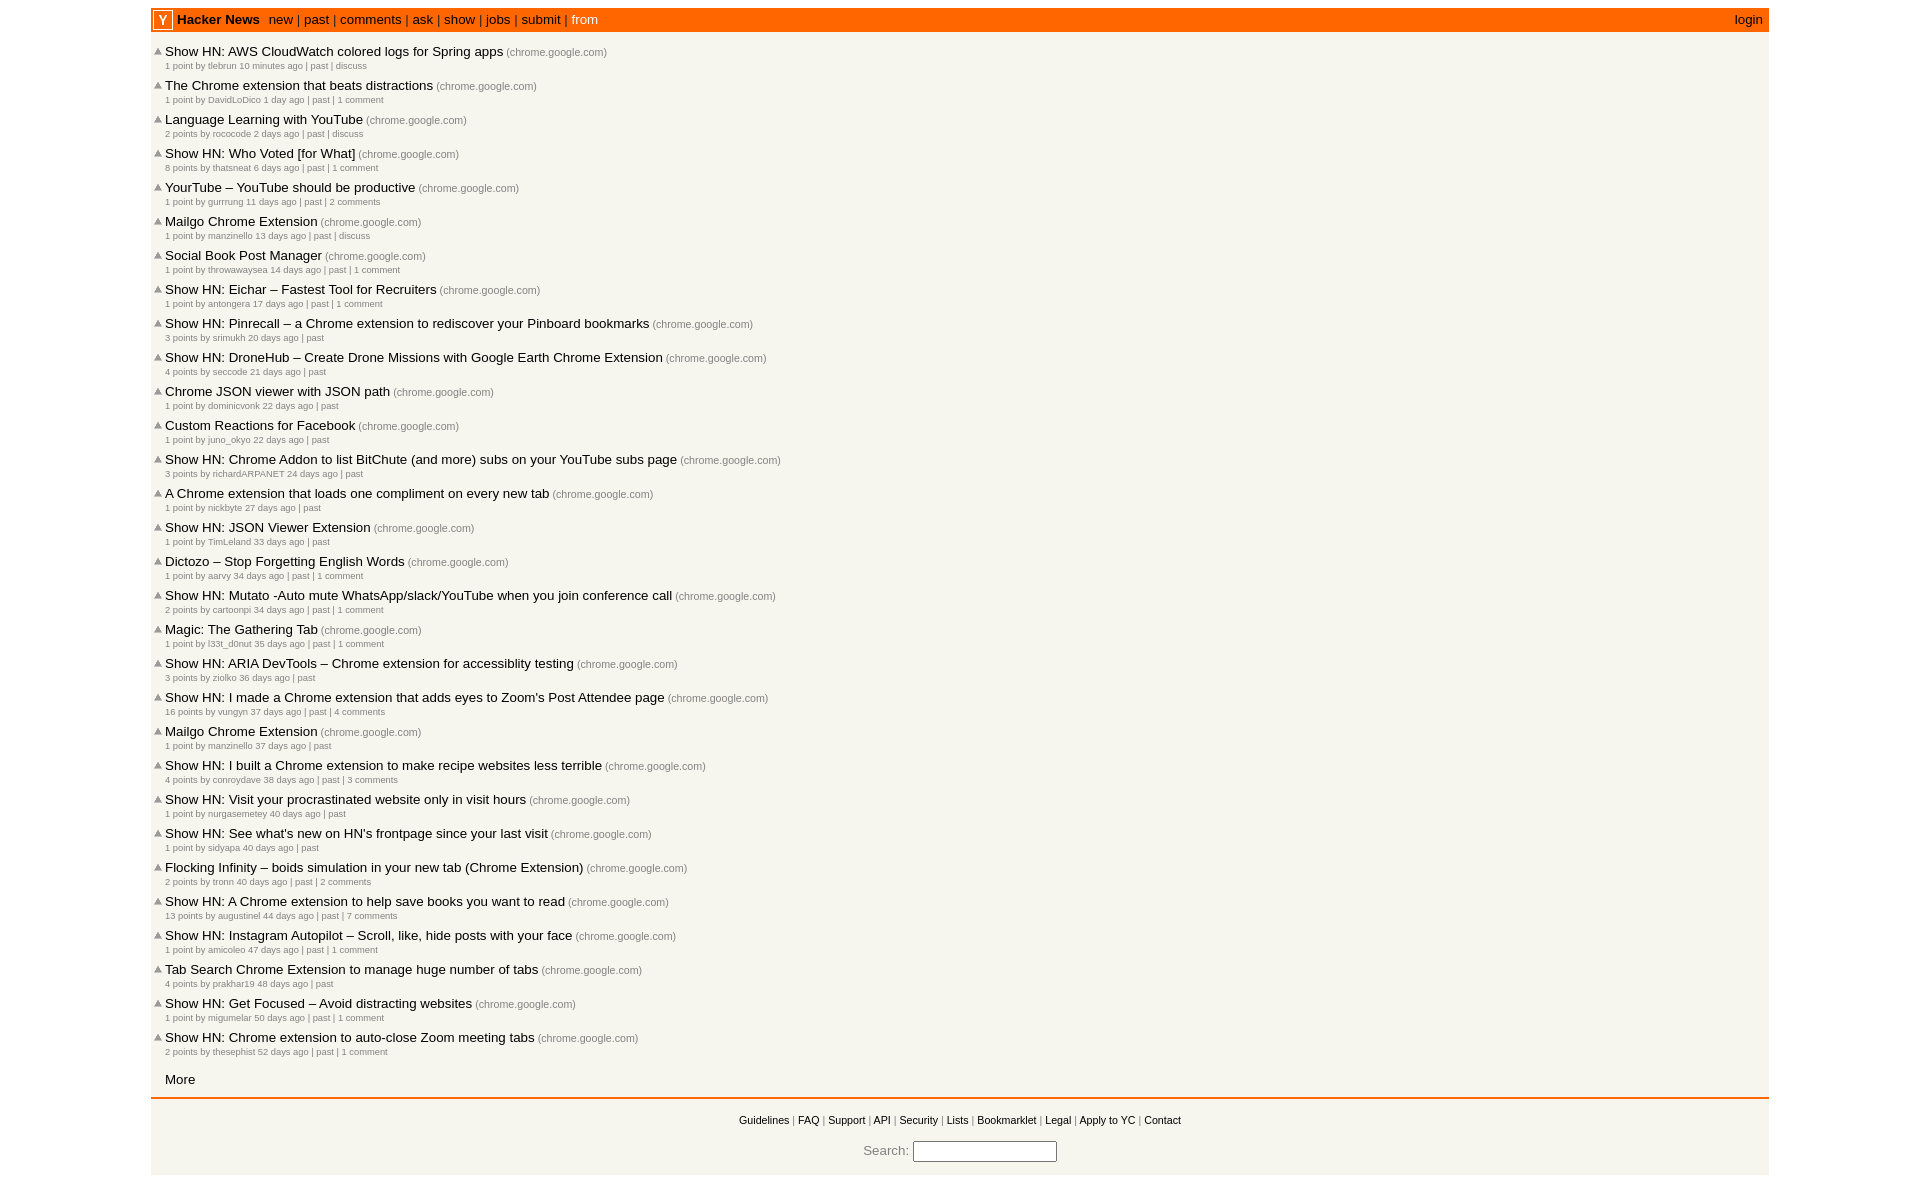 Y Hacker News new | past | comments | ask | show | jobs | submit | from login
Show HN: AWS CloudWatch colored logs for Spring apps (chrome.google.com)
1 point by tlebrun 10 minutes ago | past | discuss
The Chrome extension that beats distractions (chrome.google.com)
1 point by DavidLoDico 1 day ago | past | 1 comment
Language Learning with YouTube (chrome.google.com)
2 points by rococode 2 days ago | past | discuss
Show HN: Who Voted [for What] (chrome.google.com)
8 points by thatsneat 6 days ago | past | 1 comment
YourTube – YouTube should be productive (chrome.google.com)
1 point by gurrrung 11 days ago | past | 2 comments
Mailgo Chrome Extension (chrome.google.com)
1 point by manzinello 13 days ago | past | discuss
Social Book Post Manager (chrome.google.com)
1 point by throwawaysea 14 days ago | past | 1 comment
Show HN: Eichar – Fastest Tool for Recruiters (chrome.google.com)
1 point by antongera 17 days ago | past | 1 comment
Show HN: Pinrecall – a Chrome extension to rediscover your Pinboard bookmarks (chrome.google.com)
3 points by srimukh 20 days ago | past
Show HN: DroneHub – Create Drone Missions with Google Earth Chrome Extension (chrome.google.com)
4 points by seccode 21 days ago | past
Chrome JSON viewer with JSON path (chrome.google.com)
1 point by dominicvonk 22 days ago | past
Custom Reactions for Facebook (chrome.google.com)
1 point by juno_okyo 22 days ago | past
Show HN: Chrome Addon to list BitChute (and more) subs on your YouTube subs page (chrome.google.com)
3 points by richardARPANET 24 days ago | past
A Chrome extension that loads one compliment on every new tab (chrome.google.com)
1 point by nickbyte 27 days ago | past
Show HN: JSON Viewer Extension (chrome.google.com)
1 point by TimLeland 33 days ago | past
Dictozo – Stop Forgetting English Words (chrome.google.com)
1 point by aarvy 34 days ago | past | 1 comment
Show HN: Mutato -Auto mute WhatsApp/slack/YouTube when you join conference call (chrome.google.com)
2 points by cartoonpi 34 days ago | past | 1 comment
Magic: The Gathering Tab (chrome.google.com)
1 point by l33t_d0nut 35 days ago | past | 1 comment
Show HN: ARIA DevTools – Chrome extension for accessiblity testing (chrome.google.com)
3 points by ziolko 36 days ago | past
Show HN: I made a Chrome extension that adds eyes to Zoom's Post Attendee page (chrome.google.com)
16 points by vungyn 37 days ago | past | 4 comments
Mailgo Chrome Extension (chrome.google.com)
1 point by manzinello 37 days ago | past
Show HN: I built a Chrome extension to make recipe websites less terrible (chrome.google.com)
4 points by conroydave 38 days ago | past | 3 comments
Show HN: Visit your procrastinated website only in visit hours (chrome.google.com)
1 point by nurgasemetey 40 days ago | past
Show HN: See what's new on HN's frontpage since your last visit (chrome.google.com)
1 point by sidyapa 40 days ago | past
Flocking Infinity – boids simulation in your new tab (Chrome Extension) (chrome.google.com)
2 points by tronn 40 days ago | past | 2 comments
Show HN: A Chrome extension to help save books you want to read (chrome.google.com)
13 points by augustinel 44 days ago | past | 7 comments
Show HN: Instagram Autopilot – Scroll, like, hide posts with your face (chrome.google.com)
1 point by amicoleo 47 days ago | past | 1 comment
Tab Search Chrome Extension to manage huge number of tabs (chrome.google.com)
4 points by prakhar19 48 days ago | past
Show HN: Get Focused – Avoid distracting websites (chrome.google.com)
1 point by migumelar 50 days ago | past | 1 comment
Show HN: Chrome extension to auto-close Zoom meeting tabs (chrome.google.com)
2 points by thesephist 52 days ago | past | 1 comment
More
Guidelines | FAQ | Support | API | Security | Lists | Bookmarklet | Legal | Apply to YC | Contact
Search: